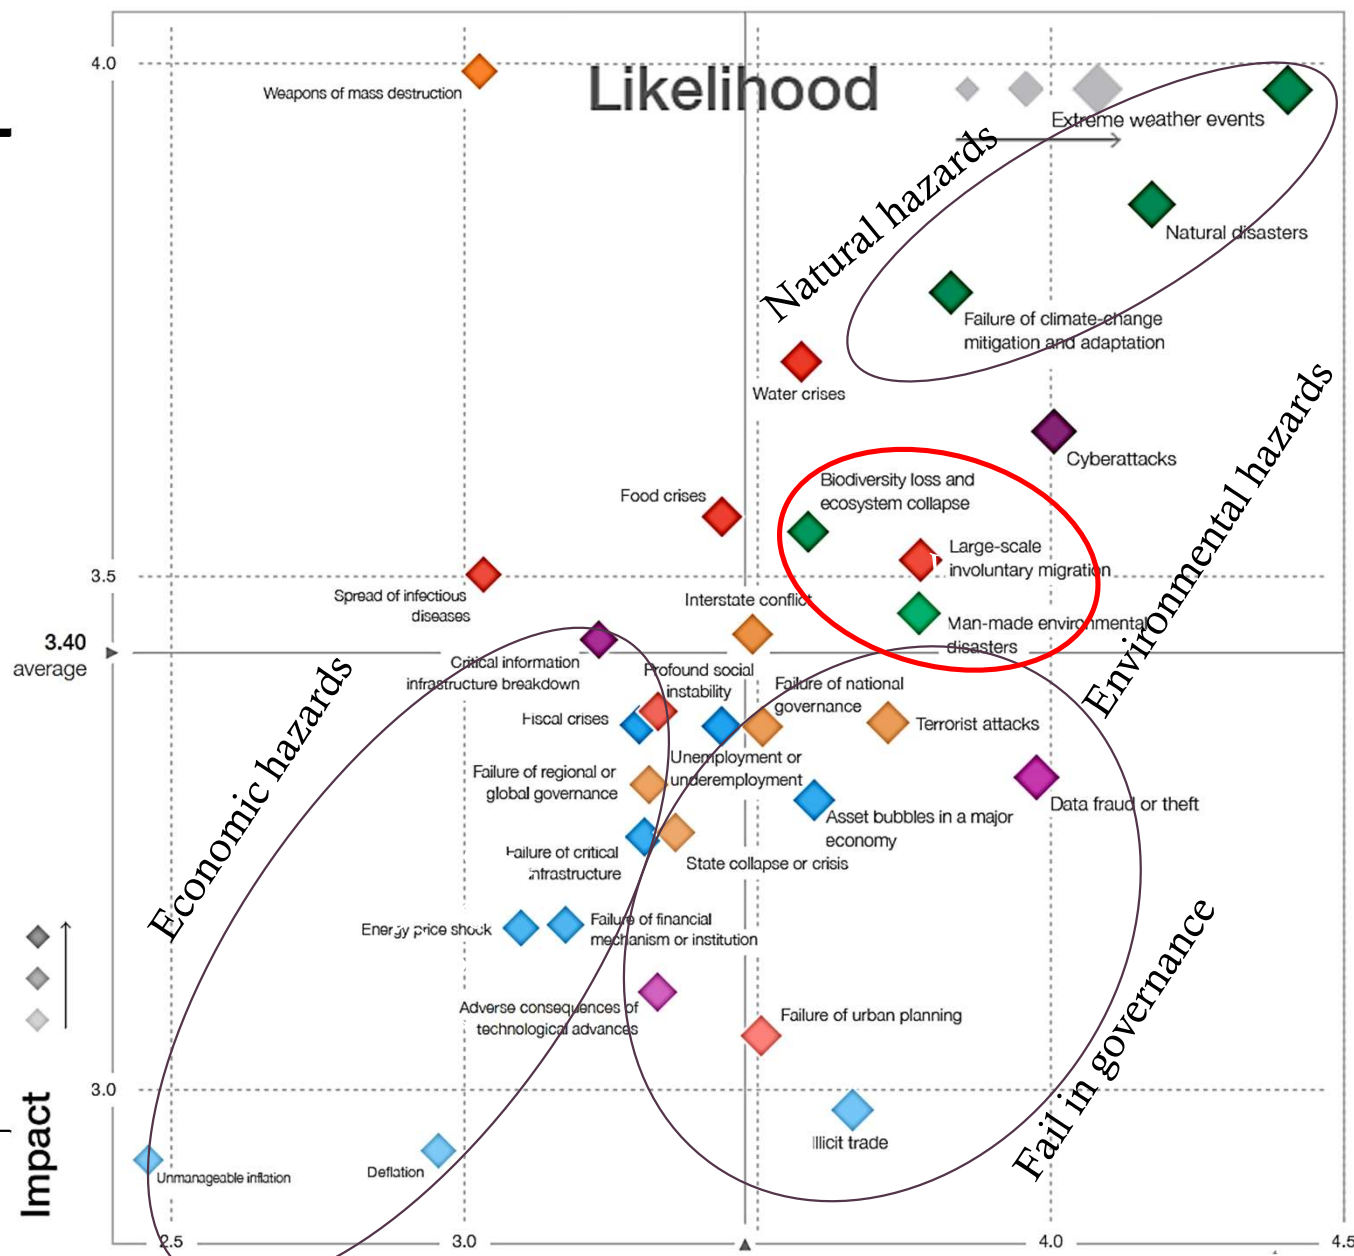 4.0
Likelihood
Weapons of mass destruction
Extreme weather events
Natural hazards
Natural disasters
Failure of climate-change
mitigation and adaptation
Water crises
Cyberattacks
Environmental hazards
Biodiversity loss and
ecosystem collapse
Food crises
Large-scale
involuntary migration
3.5
Spread of infectious
diseases
Interstate conflict
Man-made environmental
disasters
3.40
average
Critical information
infrastructure breakdown
Profound social
instability
Failure of national
governance
Economic hazards
Fiscal crises
Terrorist attacks
Unemployment or
underemployment
Failure of regional or
global governance
Data fraud or theft
Asset bubbles in a major
economy
Failure of critical
infrastructure
State collapse or crisis
Energy price shock
Failure of financial
mechanism or institution
Fail in governance
Adverse consequences of
technological advances
Failure of urban planning
3.0
Impact
Illicit trade
Unmanageable inflation
Deflation
2.5
3.0
4.0
4.5